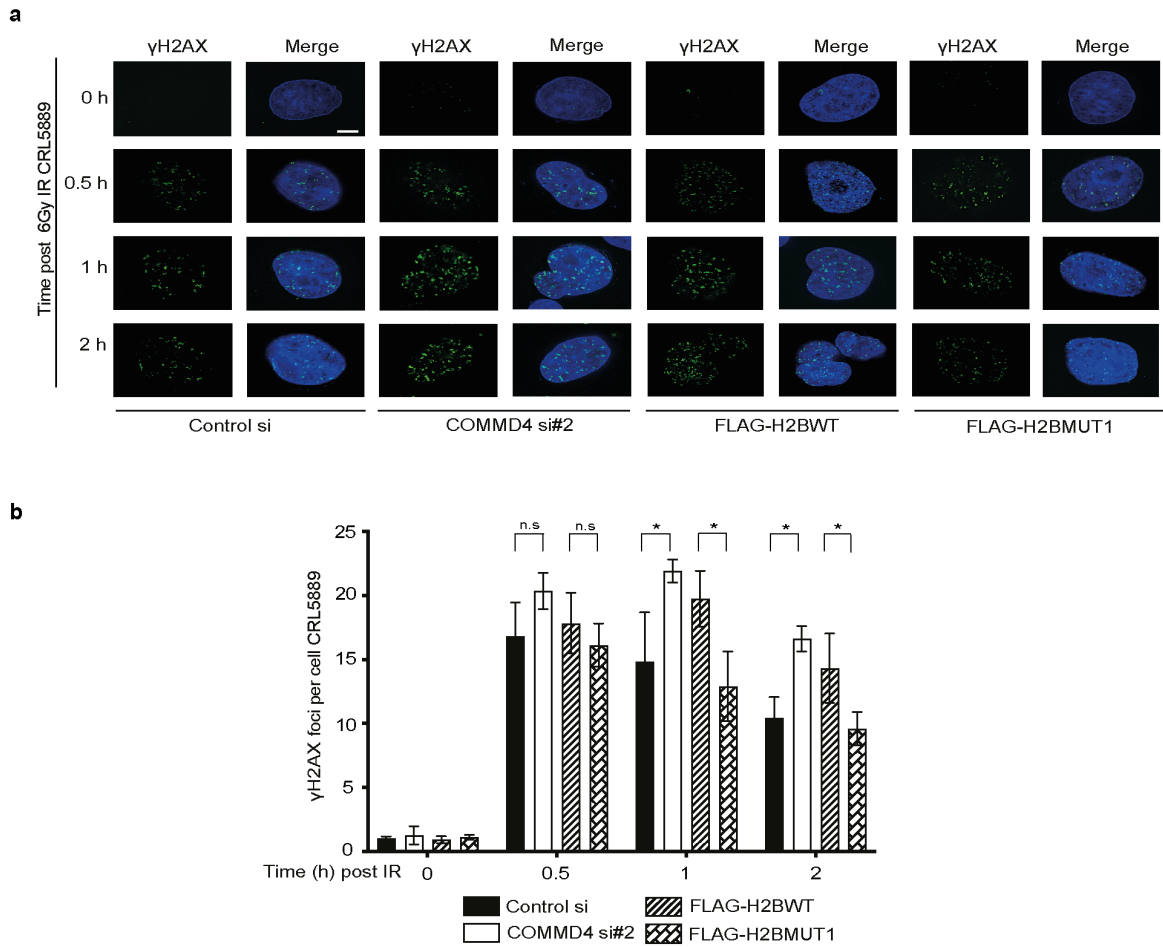 a
γH2AX Merge γH2AX Merge γH2AX Merge γH2AX Merge
Time post 6Gy IR CRL5889
0 h
0.5 h
1 h
2 h
Control si COMMD4 si#2 FLAG-H2BWT FLAG-H2BMUT1
b
γH2AX foci per cell CRL5889
25
20
15
10
5
0
n.s n.s * * * *
Time (h) post IR 0 0.5 1 2
Control si FLAG-H2BWT
COMMD4 si#2 FLAG-H2BMUT1